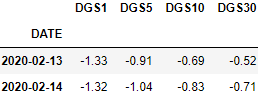 DGS1 DGS5 DGS10 DGS30
DATE
2020-02-13 -1.33 -0.91 -0.69 -0.52
2020-02-14 -1.32 -1.04 -0.83 -0.71